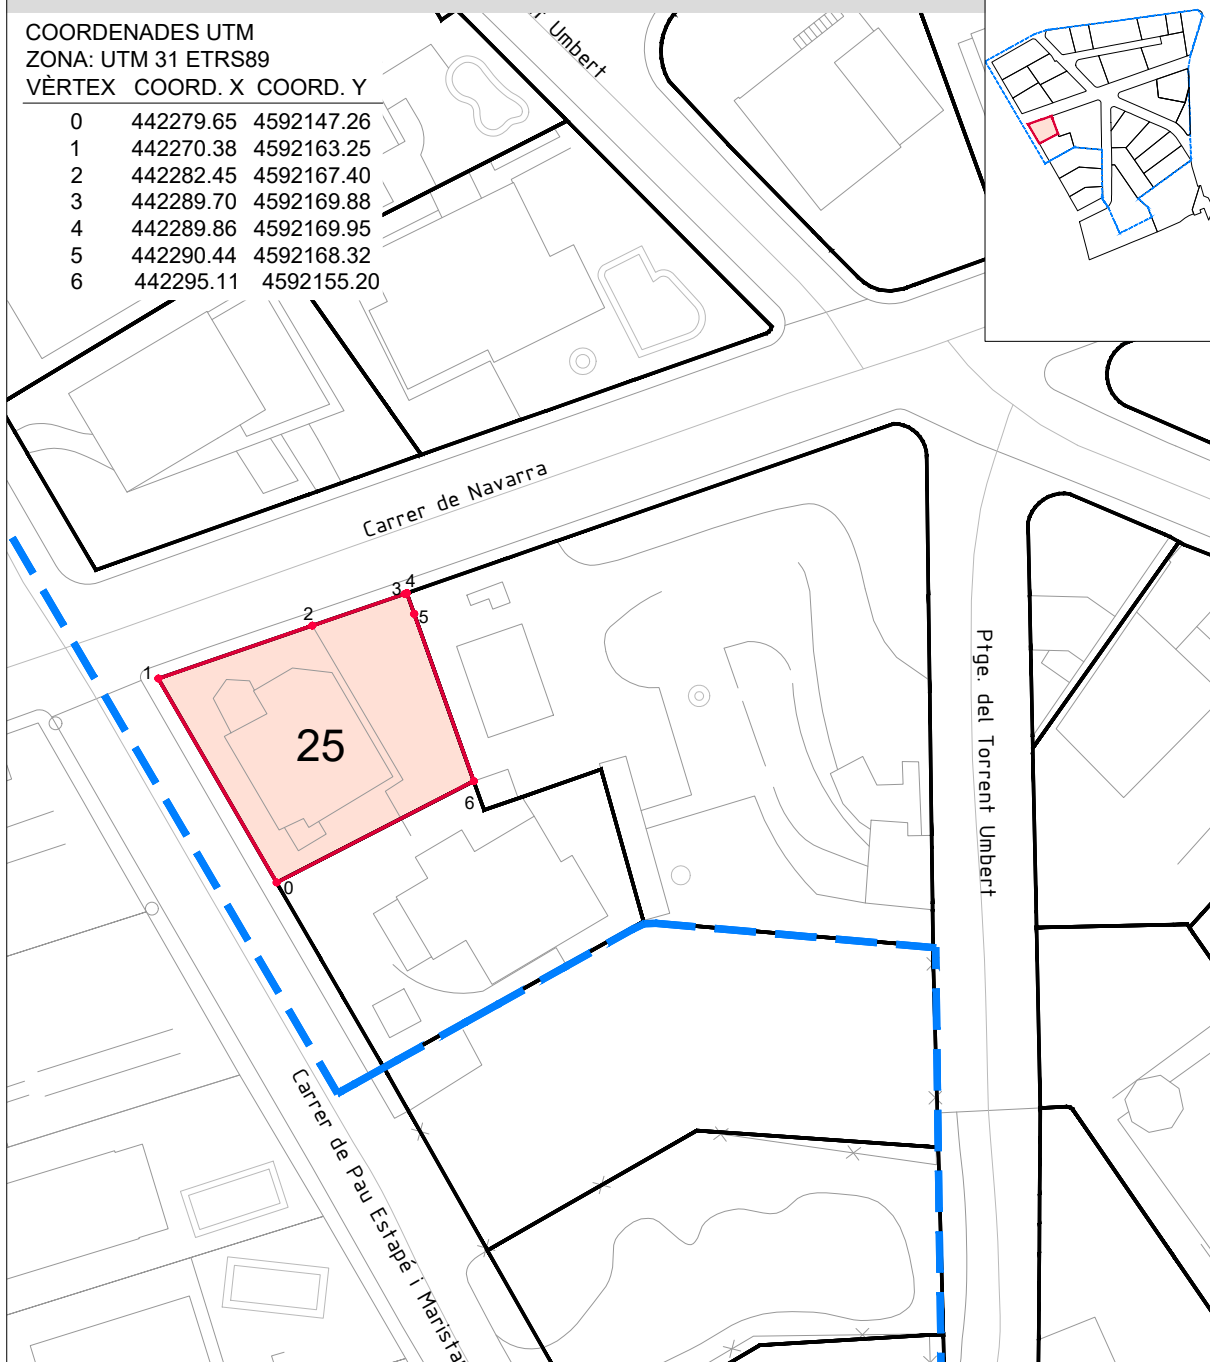 COORDENADES UTM
ZONA: UTM 31 ETRS89
VÈRTEX COORD. X COORD. Y
0 442279.65 4592147.26
1 442270.38 4592163.25
2 442282.45 4592167.40
3 442289.70 4592169.88
4 442289.86 4592169.95
5 442290.44 4592168.32
6 442295.11 4592155.20
Umbert
Carrer de Navarra
3 4
2
5
1
25
6
0
Ptge. del Torrent Umbert
Carrer de Pau Estapé i Marista